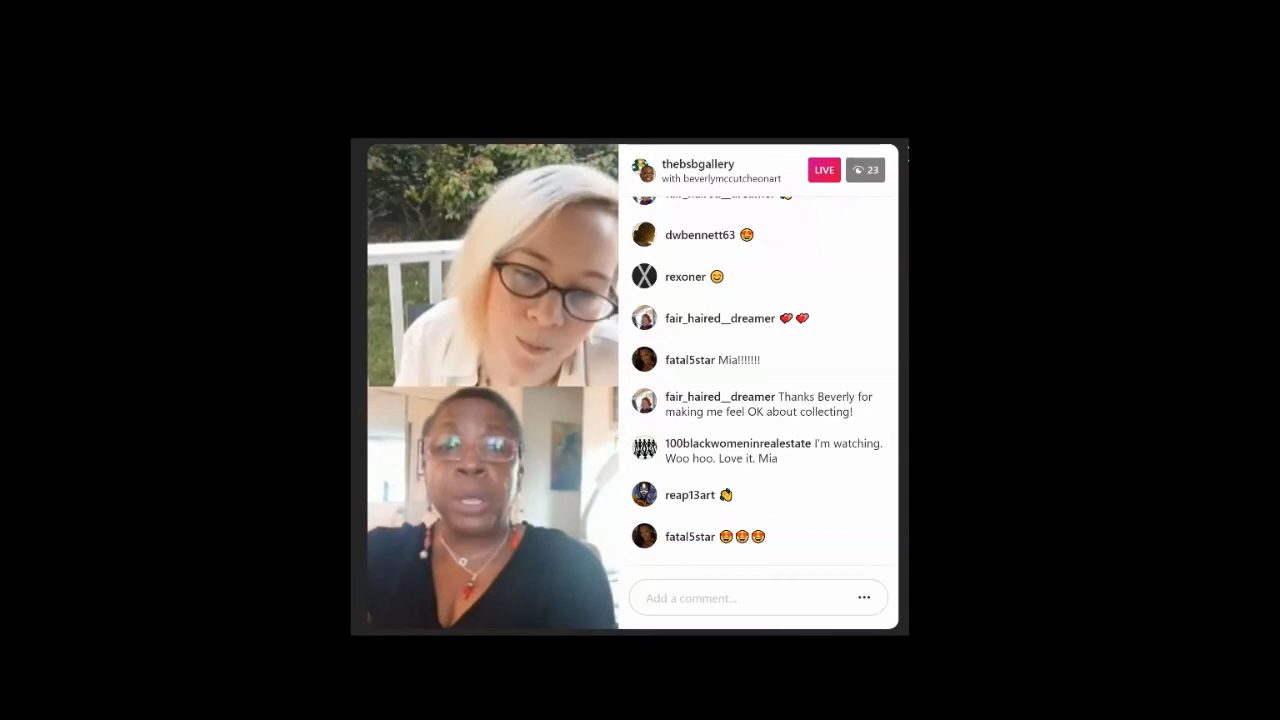 thebsbgallery
with beverlymccutcheonart
LIVE
23
dwbennett63
rexoner
fair_haired__dreamer
fatal5star Mia!!!!!!!
fair_haired__dreamer Thanks Beverly for
making me feel OK about collecting!
100blackwomeninrealestate I'm watching.
Woo hoo. Love it. Mia
reap13art
fatal5star
Add a comment...